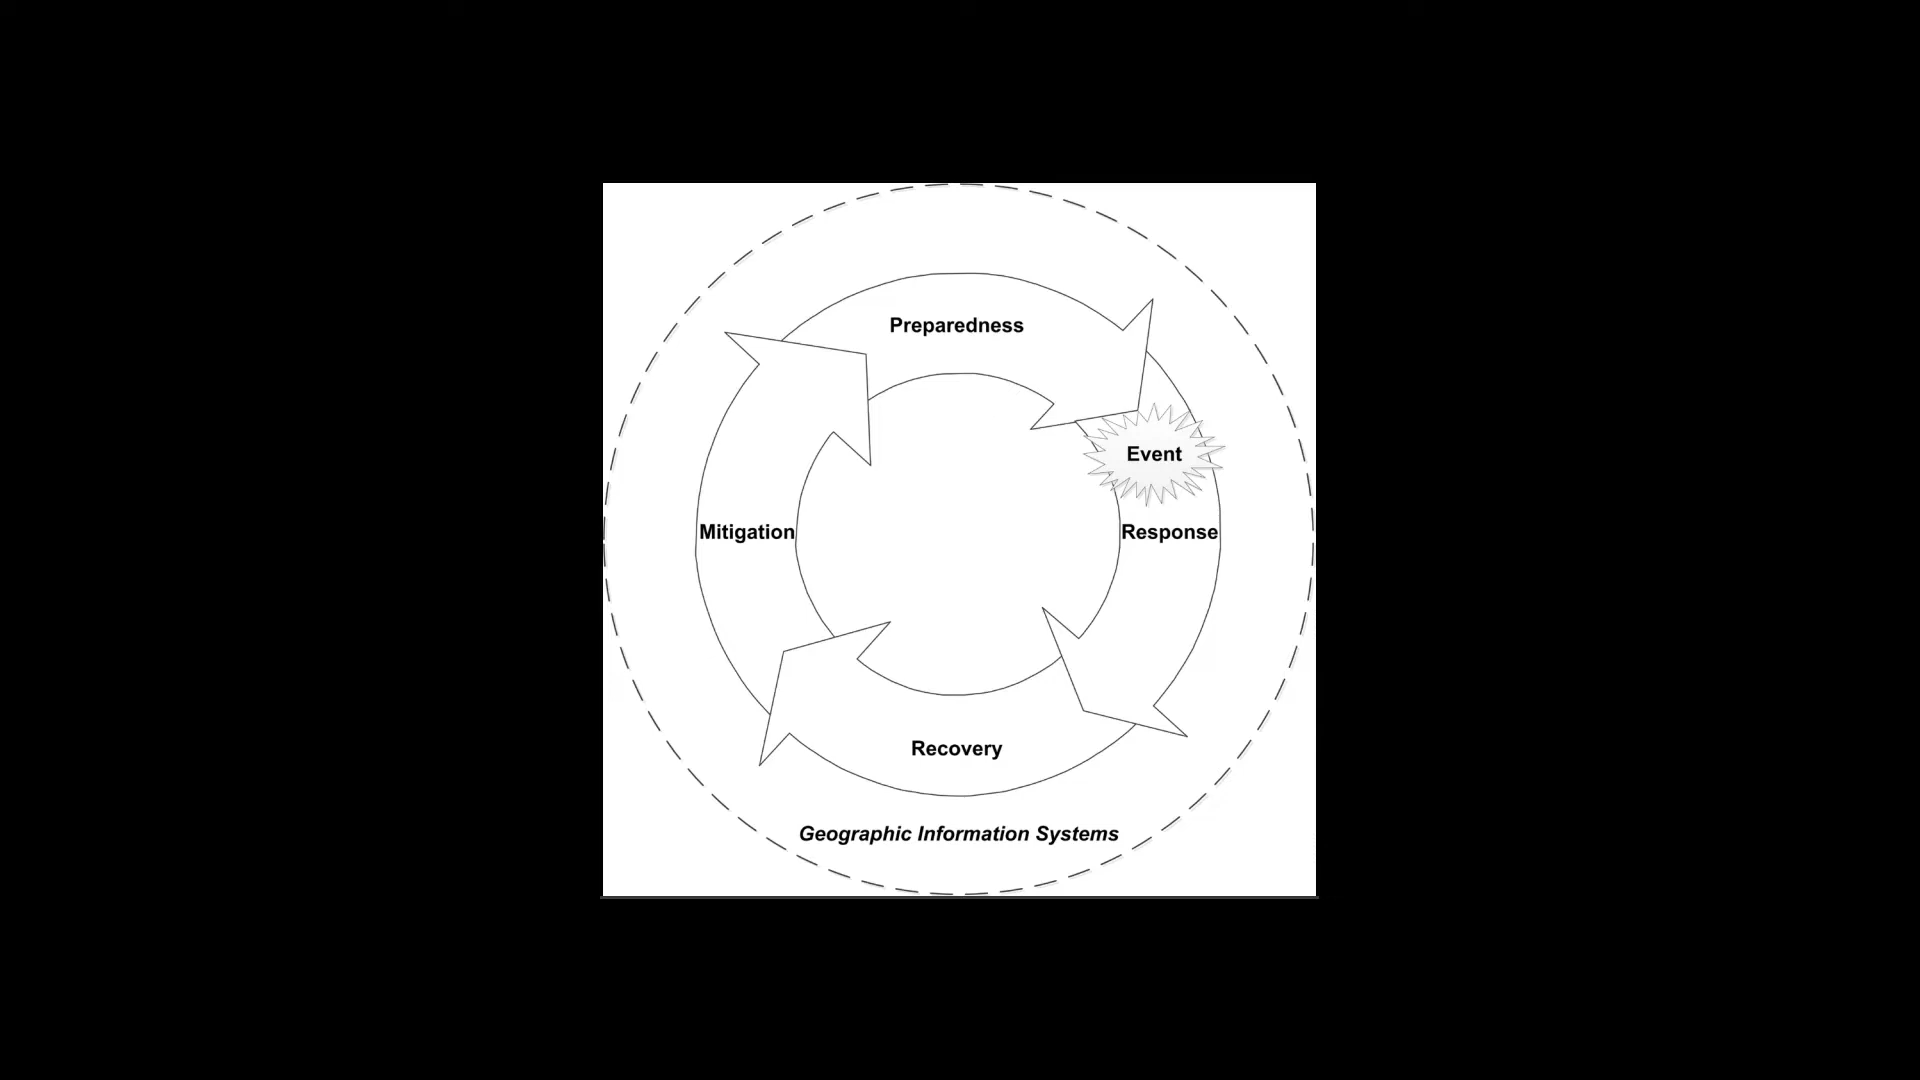 Preparedness
Event
Mitigation
Response
Recovery
Geographic Information Systems